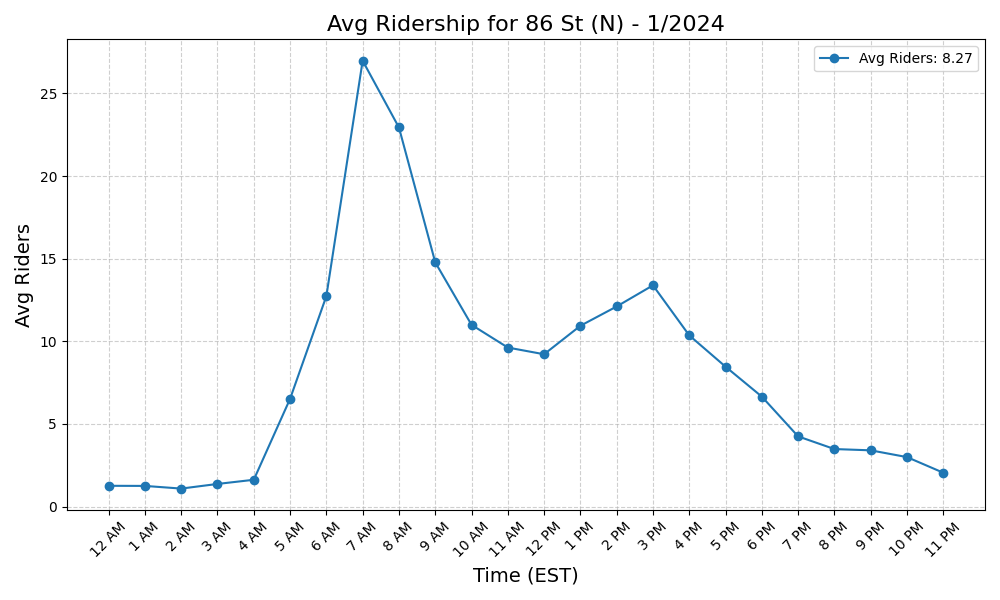 Avg Ridership for 86 St (N) - 1/2024
Avg Riders: 8.27
Avg Riders
25
20
15
10
5
0
12 AM
1 AM
2 AM
3 AM
4 AM
5 AM
6 AM
7 AM
8 AM
9 AM
10 AM
11 AM
12 PM
1 PM
2 PM
3 PM
4 PM
5 PM
6 PM
7 PM
8 PM
9 PM
10 PM
11 PM
Time (EST)